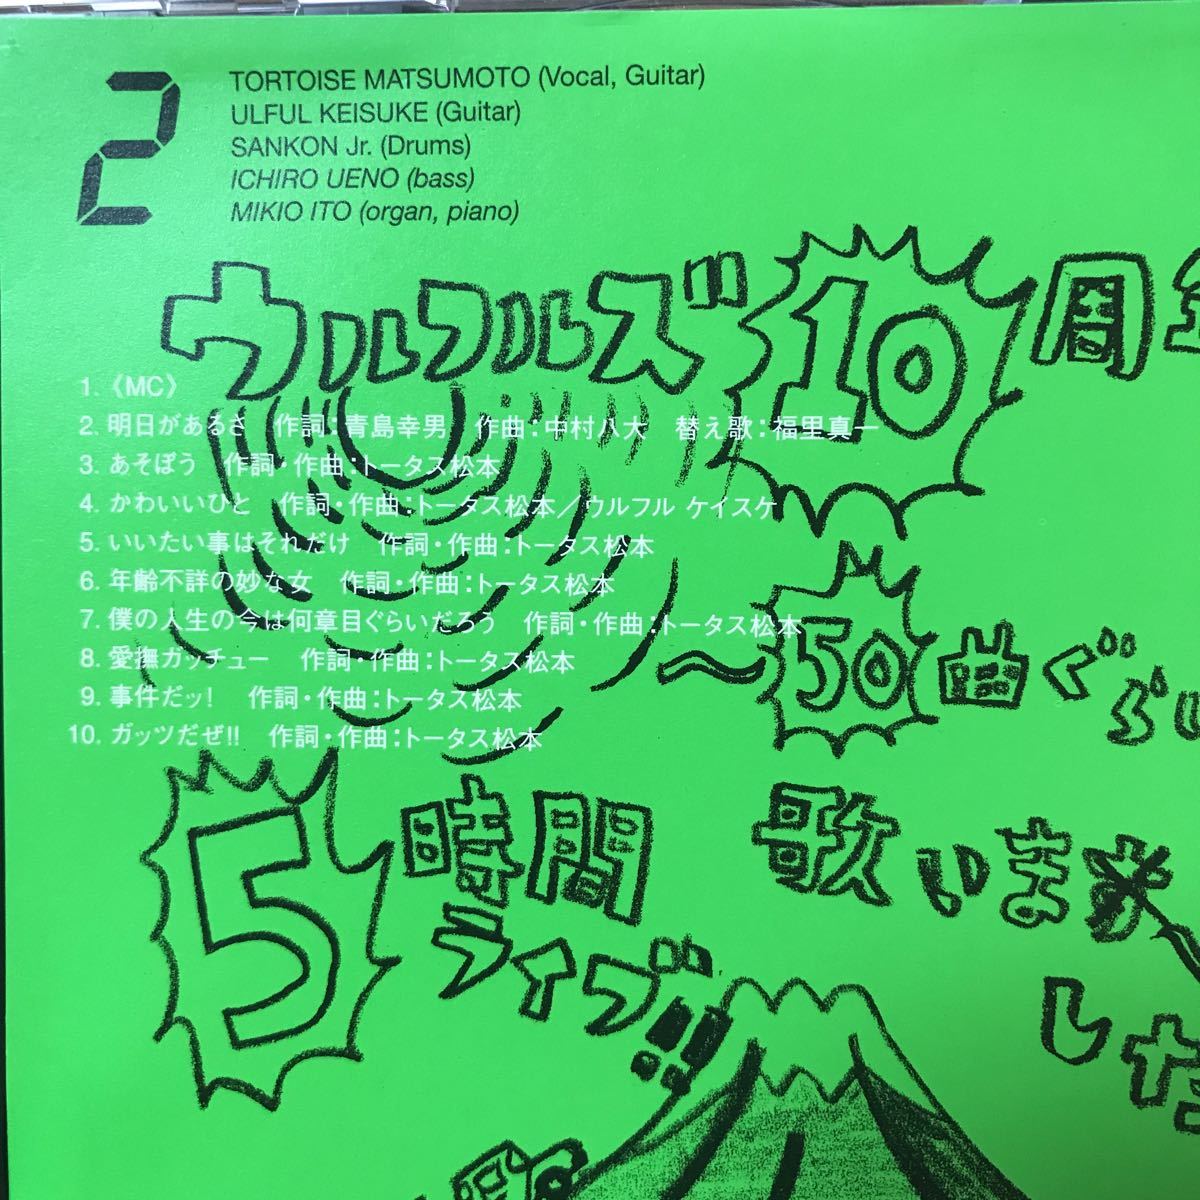 2
TORTOISE MATSUMOTO (Vocal, Guitar)
ULFUL KEISUKE (Guitar)
SANKON Jr. (Drums)
ICHIRO UENO (bass)
MIKIO ITO (organ, piano)
ウルフルズ10周
1. 《MC》
2. 明日があるさ 作詞：青島幸男 作曲：中村八大 替え歌：福里真一
3. あそぼう 作詞・作曲：トータス松本
4. かわいいひと 作詞・作曲：トータス松本／ウルフル ケイスケ
5. いいたい事はそれだけ 作詞・作曲：トータス松本
6. 年齢不詳の妙な女 作詞・作曲：トータス松本
7. 僕の人生の今は何章目ぐらいだろう 作詞・作曲：トータス松本
8. 愛撫ガッチュー 作詞・作曲：トータス松本
9. 事件だッ! 作詞・作曲：トータス松本
10. ガッツだぜ!! 作詞・作曲：トータス松本
〜50曲ぐらい
5時間 歌いま
ライブ!!
した